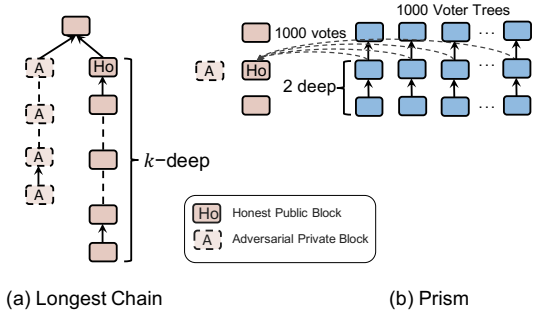 1000 Voter Trees
1000 votes
...
A
Ho
A
Ho
...
2 deep
A
...
k-deep
A
A
Ho
Honest Public Block
A
Adversarial Private Block
(a) Longest Chain
(b) Prism